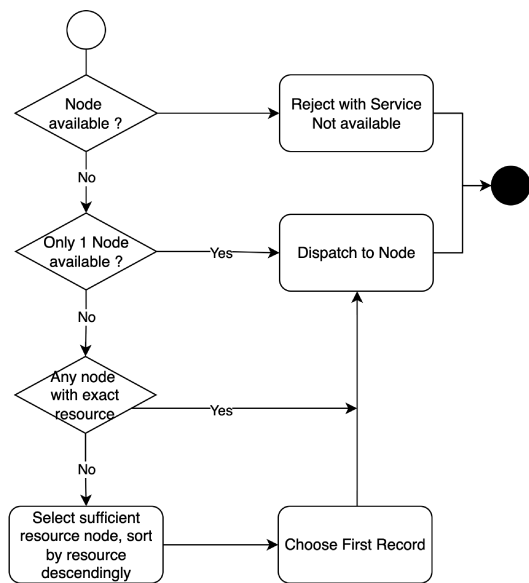 Node
available ?
Reject with Service
Not available
No
Only 1 Node
available ?
Yes
Dispatch to Node
No
Any node
with exact
resource
Yes
No
Select sufficient
resource node, sort
by resource
descendingly
Choose First Record